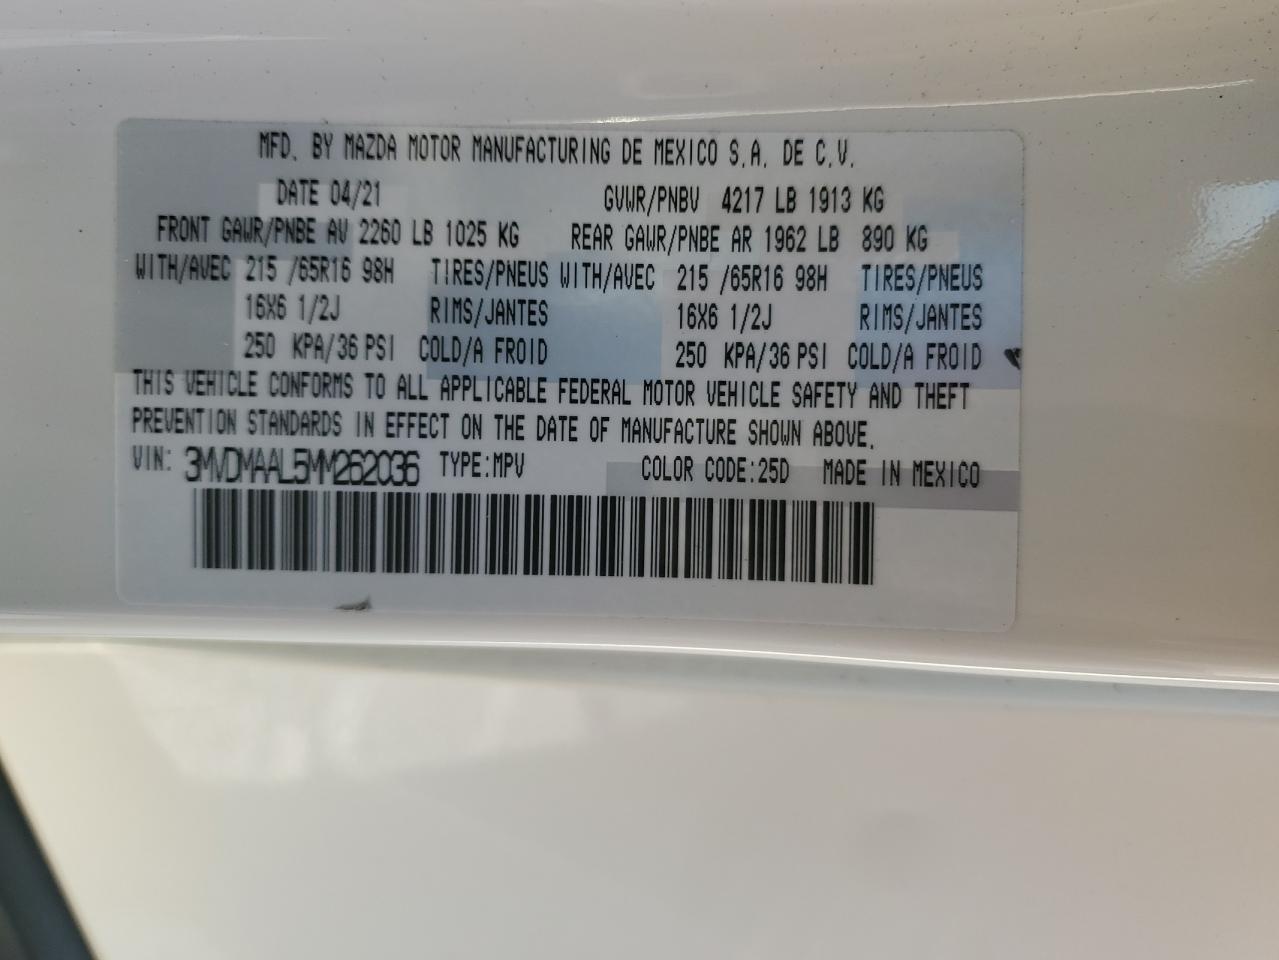 MFD. BY MAZDA MOTOR MANUFACTURING DE MEXICO S.A. DE C.V.
DATE 04/21 GVWR/PNBV 4217 LB 1913 KG
FRONT GAWR/PNBE AV 2260 LB 1025 KG REAR GAWR/PNBE AR 1962 LB 890 KG
WITH/AVEC 215 /65R16 98H TIRES/PNEUS WITH/AVEC 215 /65R16 98H TIRES/PNEUS
16X6 1/2J RIMS/JANTES 16X6 1/2J RIMS/JANTES
250 KPA/36 PSI COLD/A FROID 250 KPA/36 PSI COLD/A FROID
THIS VEHICLE CONFORMS TO ALL APPLICABLE FEDERAL MOTOR VEHICLE SAFETY AND THEFT
PREVENTION STANDARDS IN EFFECT ON THE DATE OF MANUFACTURE SHOWN ABOVE.
VIN: 3MVDMAAL5MM262036 TYPE:MPV COLOR CODE:25D MADE IN MEXICO